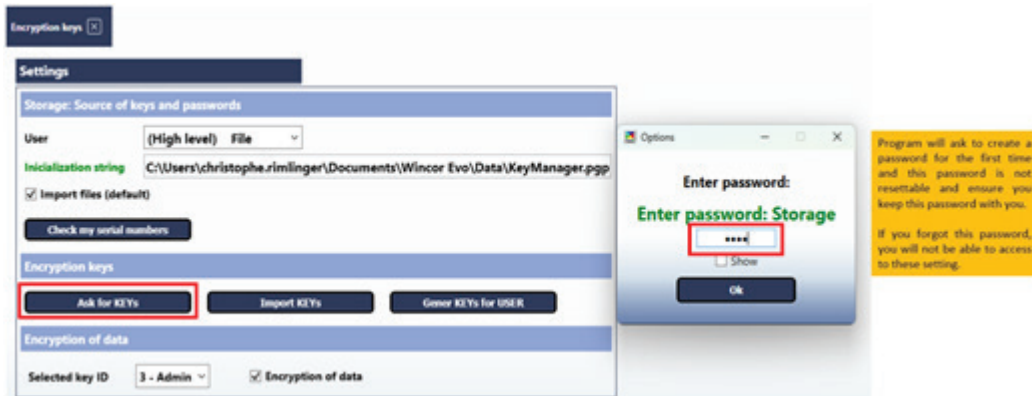 Encryption keys
Settings
Storage: Source of keys and passwords
User (High level) File
Inicialization string C:\Users\christophe.rimlinger\Documents\Wincor Evo\Data\KeyManager.pgp
Import files (default)
Check my serial numbers
Encryption keys
Ask for KEYs Import KEYs Gener KEYs for USER
Encryption of data
Selected key ID 3 - Admin Encryption of data
Options
Enter password:
Enter password: Storage
••••
Show
Ok
Program will ask to create a
password for the first time
and this password is not
resettable and ensure you
keep this password with you.
If you forgot this password,
you will not be able to access
to these setting.